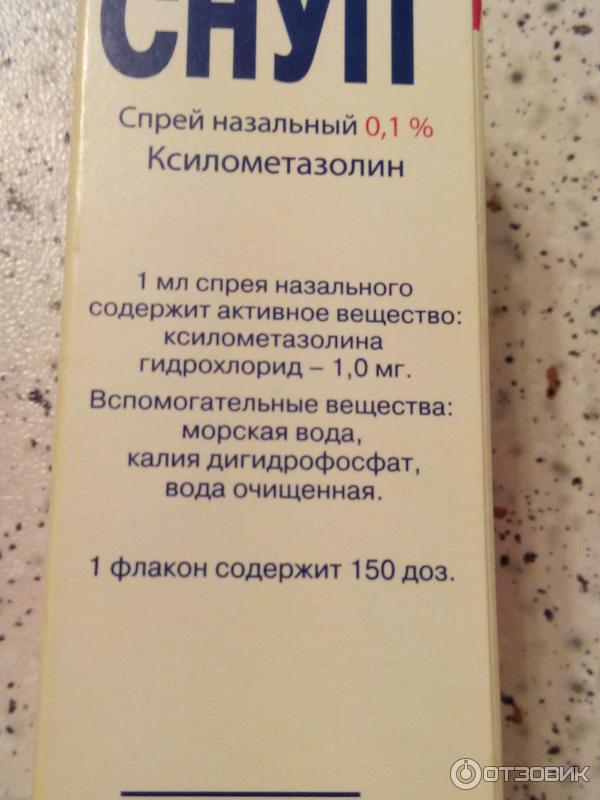 СНУП
Спрей назальный 0,1 %
Ксилометазолин
1 мл спрея назального
содержит активное вещество:
ксилометазолина
гидрохлорид – 1,0 мг.
Вспомогательные вещества:
морская вода,
калия дигидрофосфат,
вода очищенная.
1 флакон содержит 150 доз.
ОТЗОВИК